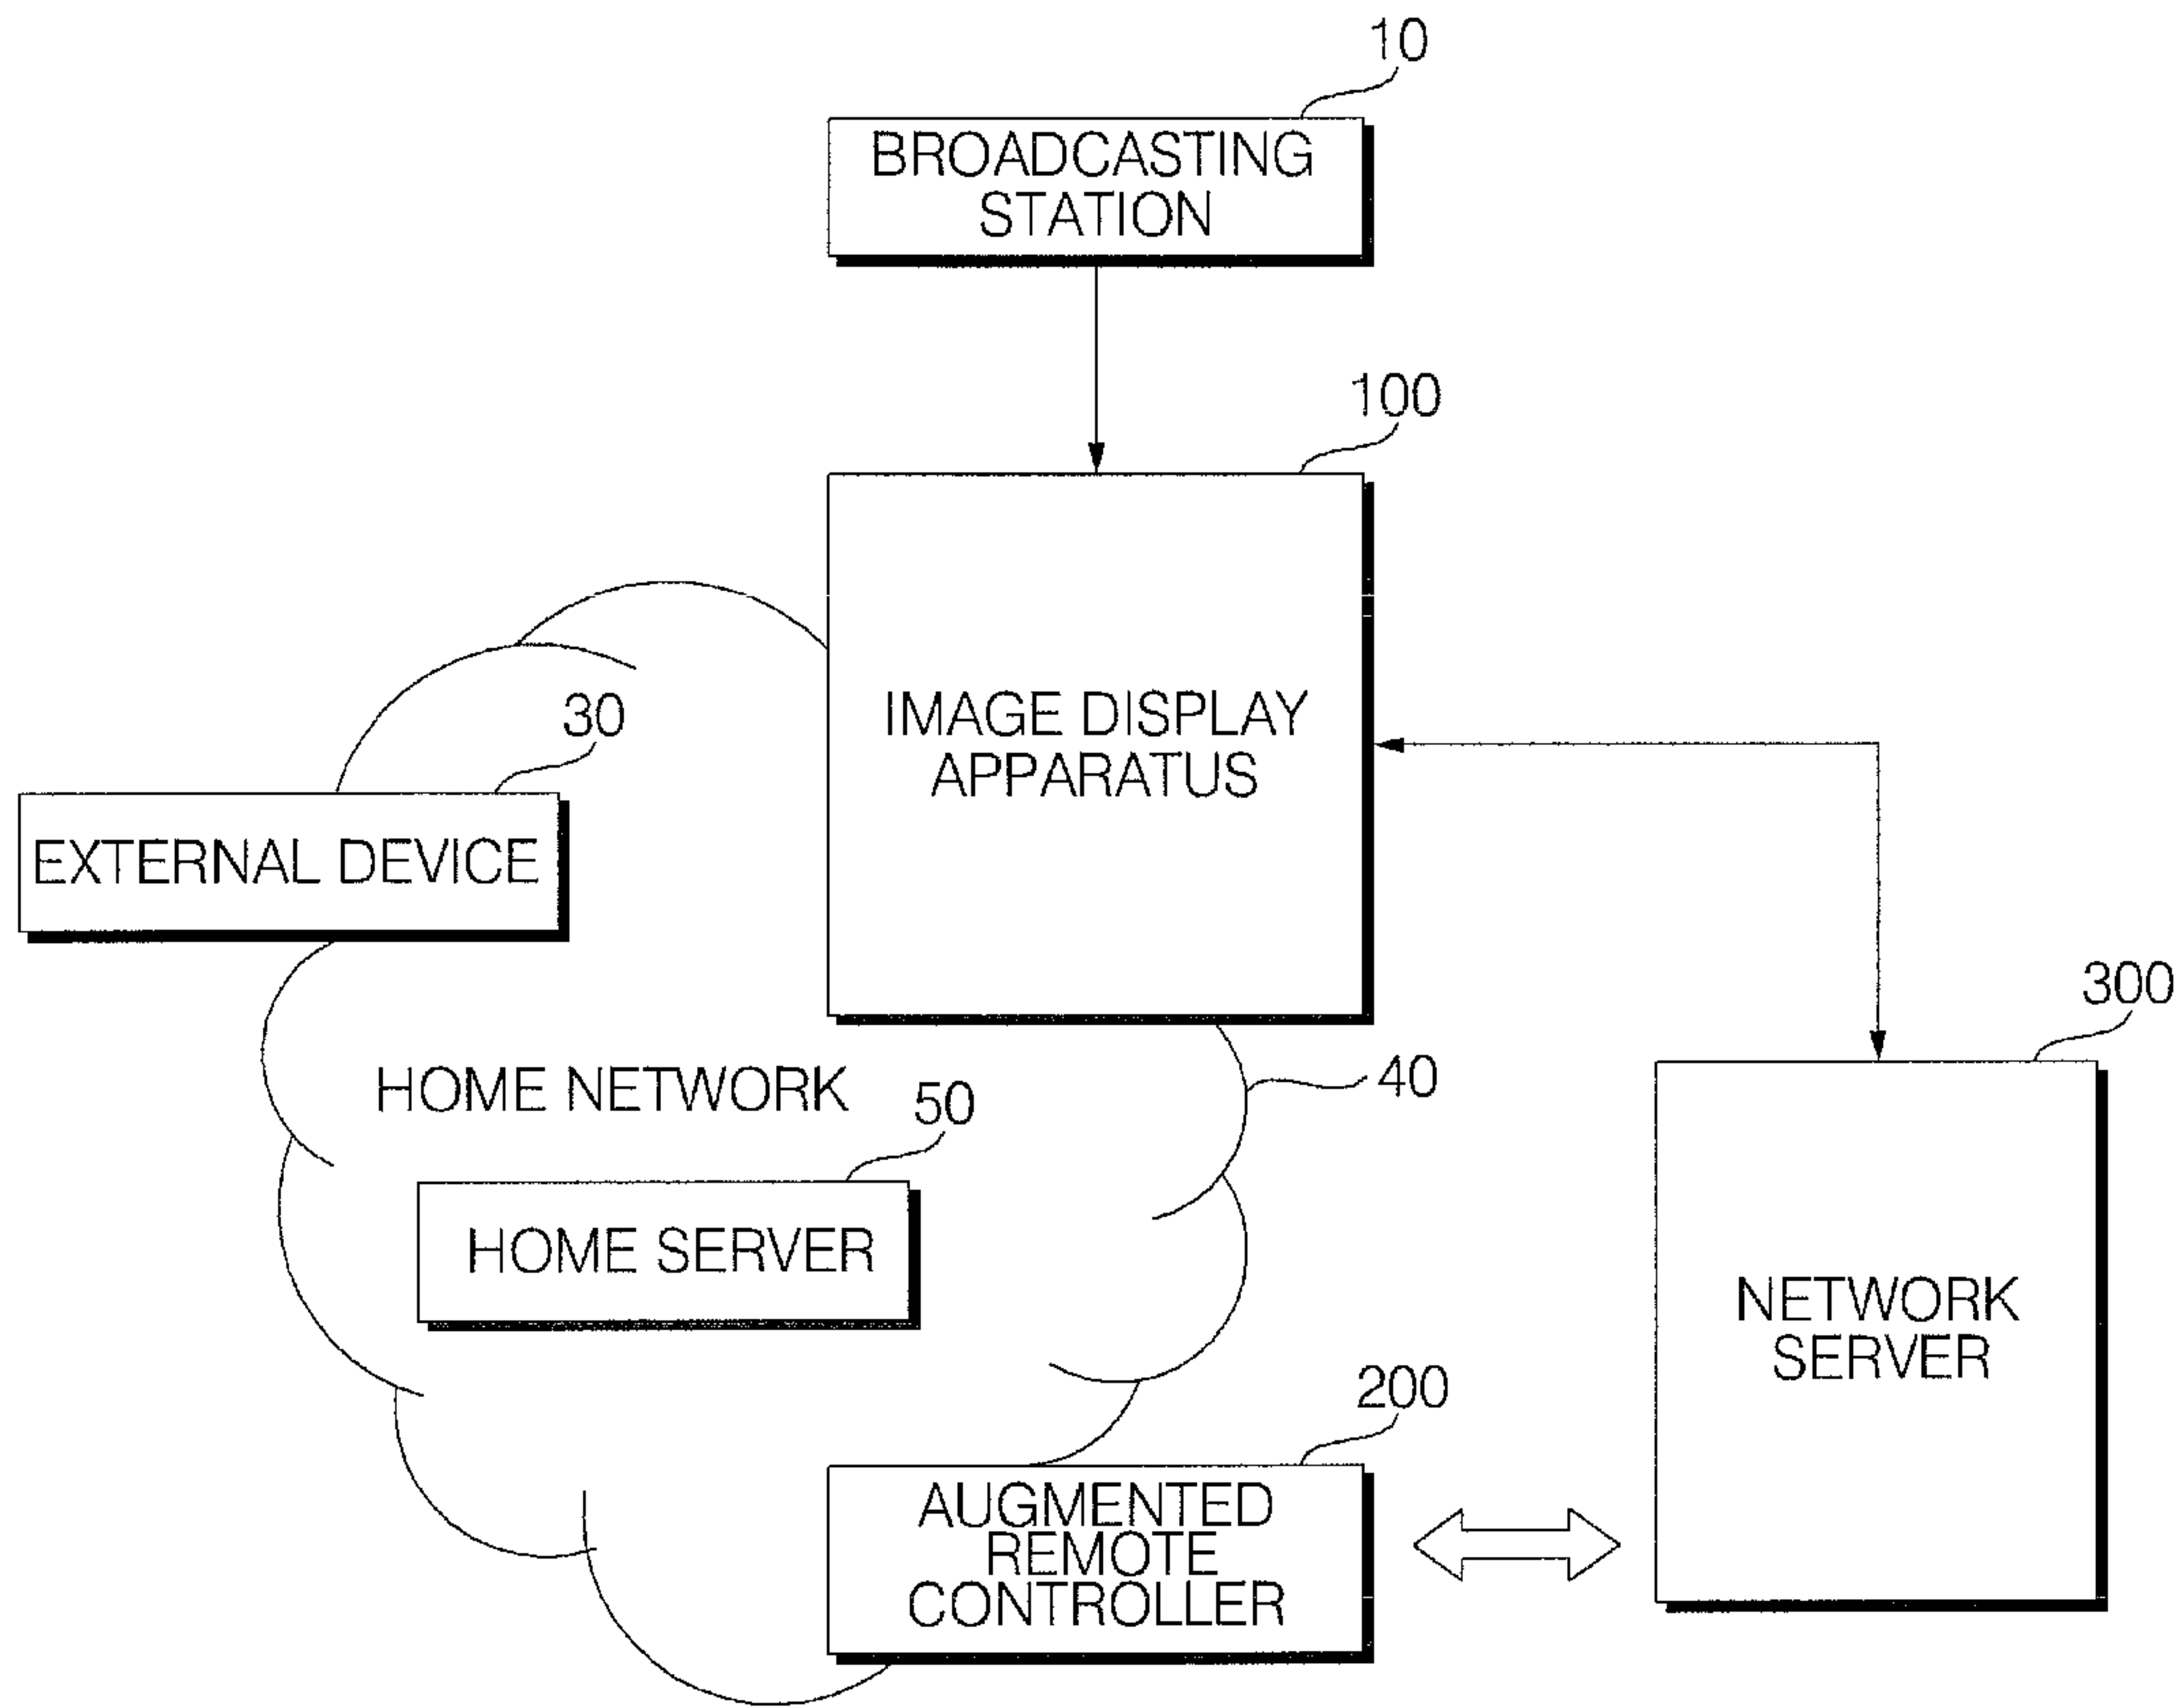 10
BROADCASTING
STATION
100
IMAGE DISPLAY
APPARATUS
30
EXTERNAL DEVICE
300
NETWORK
SERVER
HOME NETWORK
40
50
HOME SERVER
200
AUGMENTED
REMOTE
CONTROLLER